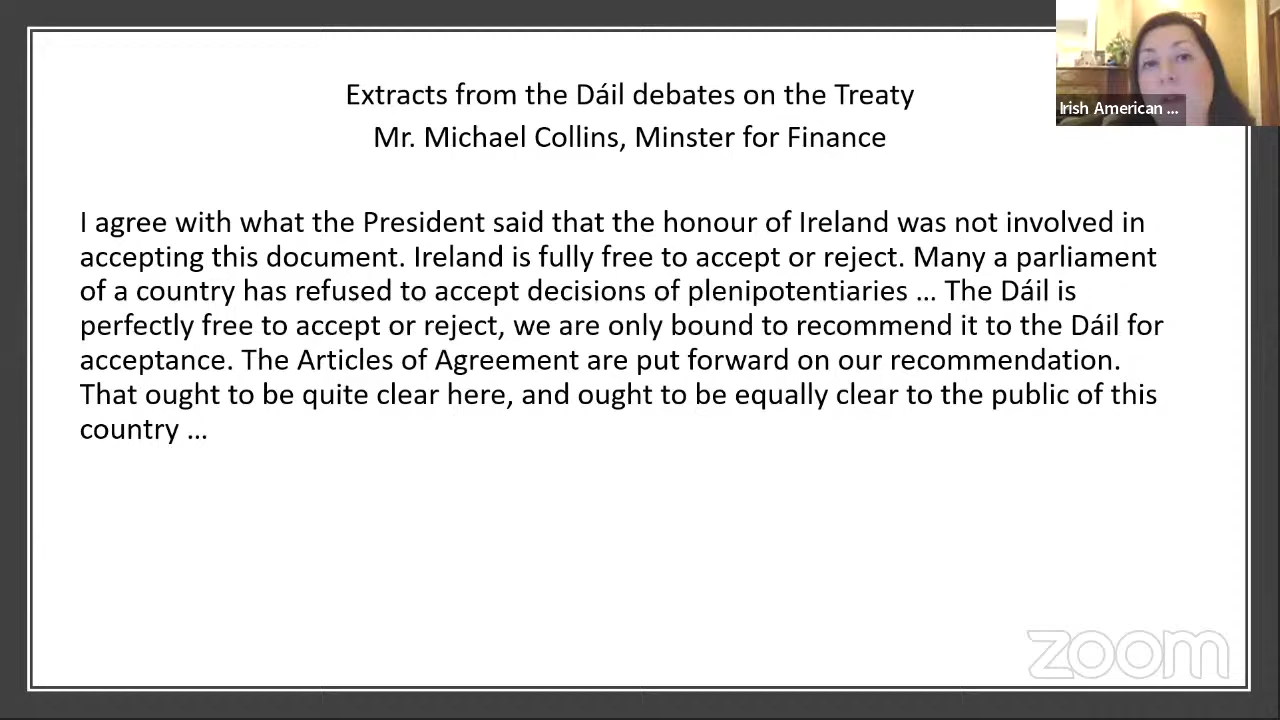 Extracts from the Dáil debates on the Treaty
Mr. Michael Collins, Minster for Finance
Irish American ...
I agree with what the President said that the honour of Ireland was not involved in
accepting this document. Ireland is fully free to accept or reject. Many a parliament
of a country has refused to accept decisions of plenipotentiaries ... The Dáil is
perfectly free to accept or reject, we are only bound to recommend it to the Dáil for
acceptance. The Articles of Agreement are put forward on our recommendation.
That ought to be quite clear here, and ought to be equally clear to the public of this
country ...
zoom